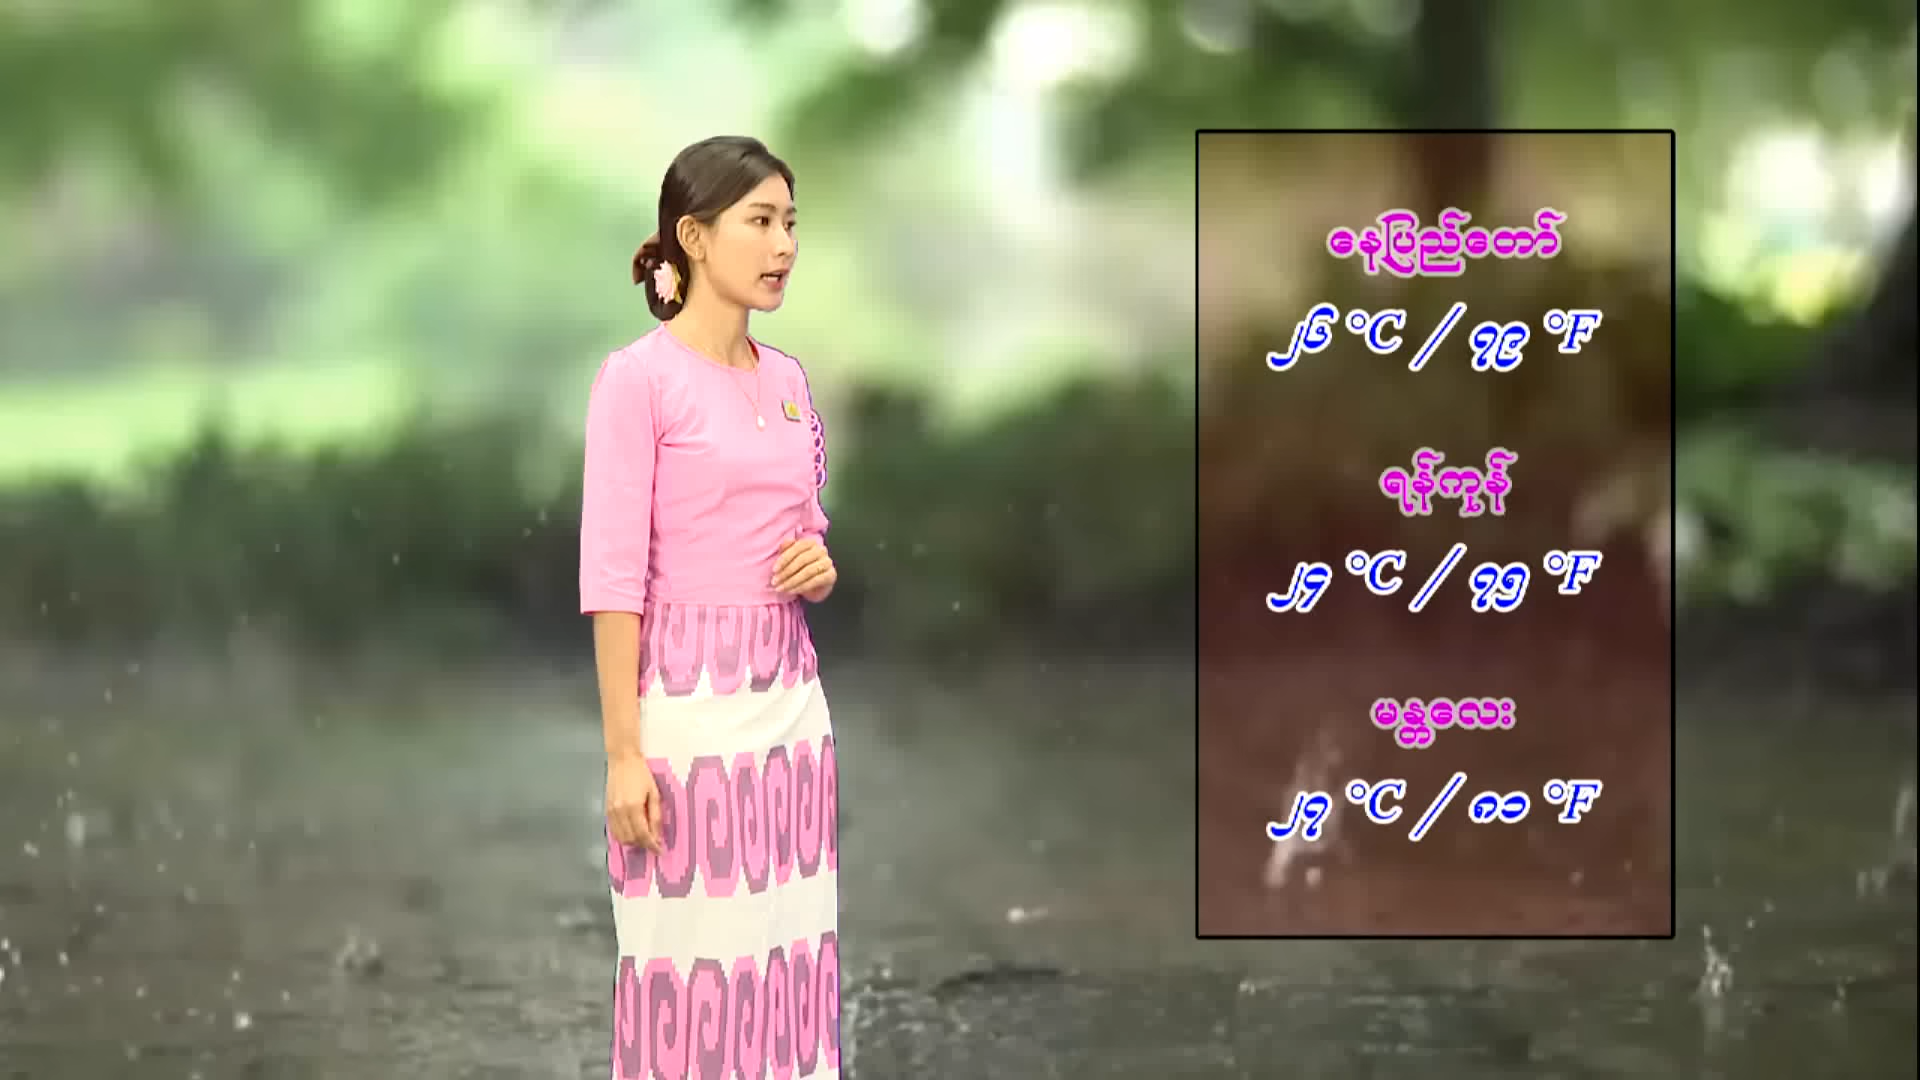 နေပြည်တော်
၂၆ °C / ၇၉ °F
ရန်ကုန်
၂၄ °C / ၇၅ °F
မန္တလေး
၂၇ °C / ၈၁ °F